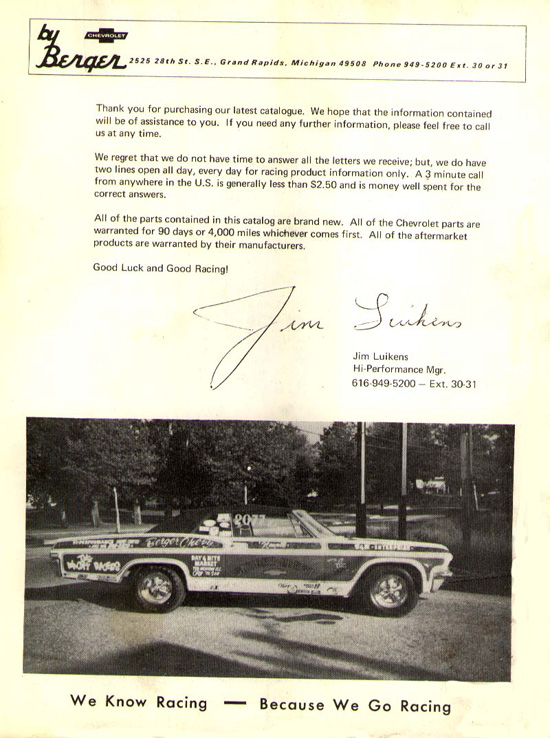 by
CHEVROLET
Berger 2525 28th St. S.E., Grand Rapids, Michigan 49508 Phone 949-5200 Ext. 30 or 31
Thank you for purchasing our latest catalogue. We hope that the information contained
will be of assistance to you. If you need any further information, please feel free to call
us at any time.
We regret that we do not have time to answer all the letters we receive; but, we do have
two lines open all day, every day for racing product information only. A 3 minute call
from anywhere in the U.S. is generally less than $2.50 and is money well spent for the
correct answers.
All of the parts contained in this catalog are brand new. All of the Chevrolet parts are
warranted for 90 days or 4,000 miles whichever comes first. All of the aftermarket
products are warranted by their manufacturers.
Good Luck and Good Racing!
Jim Luikens
Jim Luikens
Hi-Performance Mgr.
616-949-5200 — Ext. 30-31
2077
Berger Chevy
DAY & NITE
MARKET
We Know Racing — Because We Go Racing